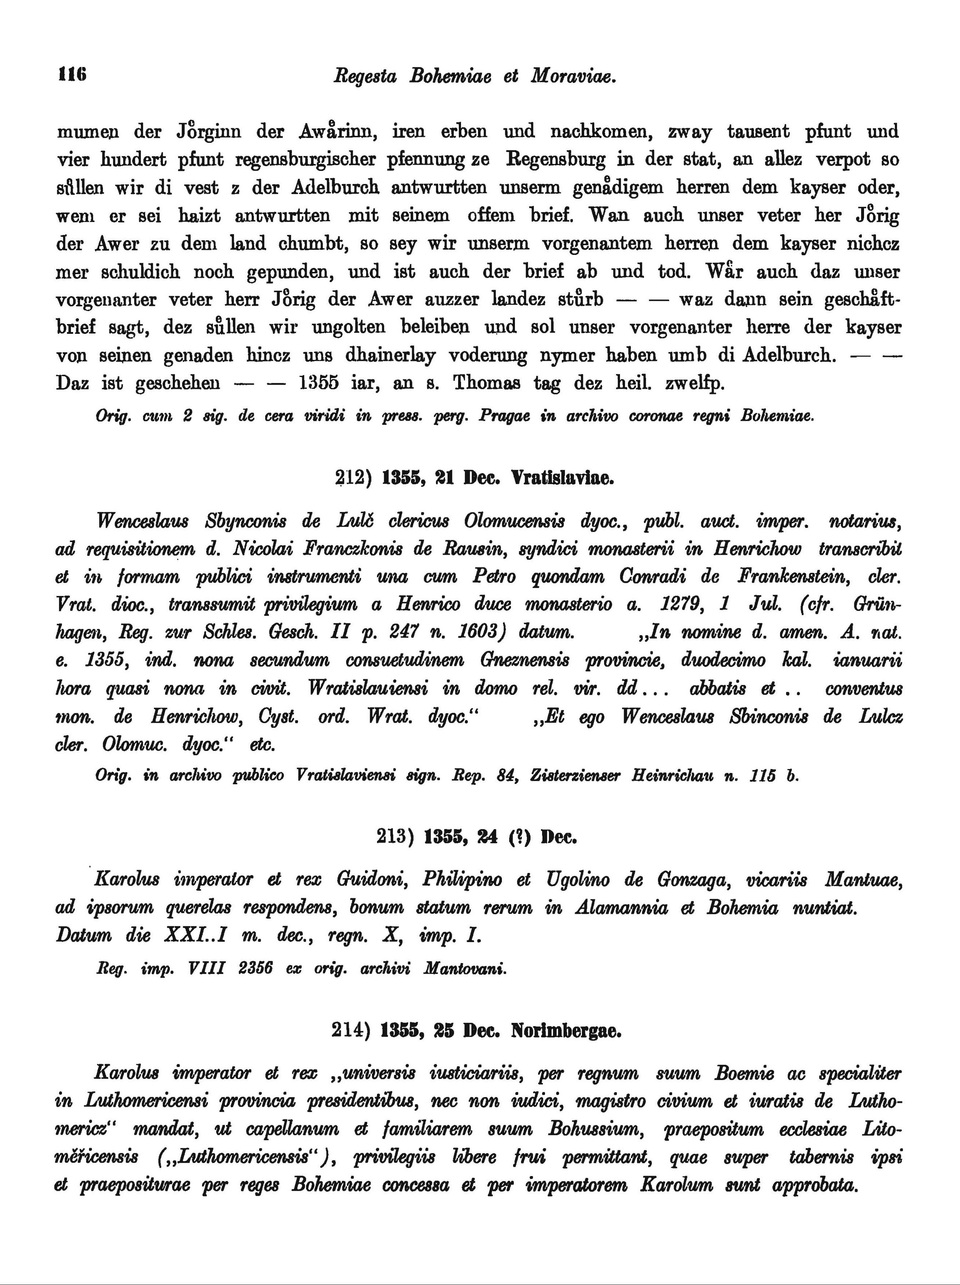 116
Regesta Bohemiae et Moraviae.
mumen der Jo̊rginn der Awårinn, iren erben und nachkomen, zway tausent pfunt und
vier hundert pfunt regensburgischer pfennung ze Regensburg in der stat, an allez verpot so
sůllen wir di vest z der Adelburch antwurtten unserm genådigem herren dem kayser oder,
wem er sei haizt antwurtten mit seinem offem brief. Wan auch unser veter her Jo̊rig
der Awer zu dem land chumbt, so sey wir unserm vorgenantem herren dem kayser nichcz
mer schuldich noch gepunden, und ist auch der brief ab und tod. Wår auch daz unser
vorgenanter veter herr Jo̊rig der Awer auzzer landez stůrb — — waz dann sein geschåft-
brief sagt, dez sůllen wir ungolten beleiben und sol unser vorgenanter herre der kayser
von seinen genaden hincz uns dhainerlay voderung nymer haben umb di Adelburch. — —
Daz ist geschehen — — 1355 iar, an s. Thomas tag dez heil. zwelfp.
Orig. cum 2 sig. de cera viridi in press. perg. Pragae in archivo coronae regni Bohemiae.
212) 1355, 21 Dec. Vratislaviae.
Wenceslaus Sbynconis de Lulč clericus Olomucensis dyoc., publ. auct. imper. notarius,
ad requisitionem d. Nicolai Franczkonis de Rausin, syndici monasterii in Henrichow transcribit
et in formam publici instrumenti una cum Petro quondam Conradi de Frankenstein, cler.
Vrat. dioc., transsumit privilegium a Henrico duce monasterio a. 1279, 1 Jul. (cfr. Grün-
hagen, Reg. zur Schles. Gesch. II p. 247 n. 1603) datum. „In nomine d. amen. A. nat.
e. 1355, ind. nona secundum consuetudinem Gneznensis provincie, duodecimo kal. ianuarii
hora quasi nona in civit. Wratislauiensi in domo rel. vir. dd... abbatis et .. conventus
mon. de Henrichow, Cyst. ord. Wrat. dyoc.“ „Et ego Wenceslaus Sbinconis de Lulcz
cler. Olomuc. dyoc.“ etc.
Orig. in archivo publico Vratislaviensi sign. Rep. 84, Zisterzienser Heinrichau n. 115 b.
213) 1355, 24 (?) Dec.
Karolus imperator et rex Guidoni, Philipino et Ugolino de Gonzaga, vicariis Mantuae,
ad ipsorum querelas respondens, bonum statum rerum in Alamannia et Bohemia nuntiat.
Datum die XXI..I m. dec., regn. X, imp. I.
Reg. imp. VIII 2356 ex orig. archivi Mantovani.
214) 1355, 25 Dec. Norimbergae.
Karolus imperator et rex „universis iusticiariis, per regnum suum Boemie ac specialiter
in Luthomericensi provincia presidentibus, nec non iudici, magistro civium et iuratis de Lutho-
mericz“ mandat, ut capellanum et familiarem suum Bohussium, praepositum ecclesiae Lito-
měřicensis („Luthomericensis“), privilegiis libere frui permittant, quae super tabernis ipsi
et praepositurae per reges Bohemiae concessa et per imperatorem Karolum sunt approbata.